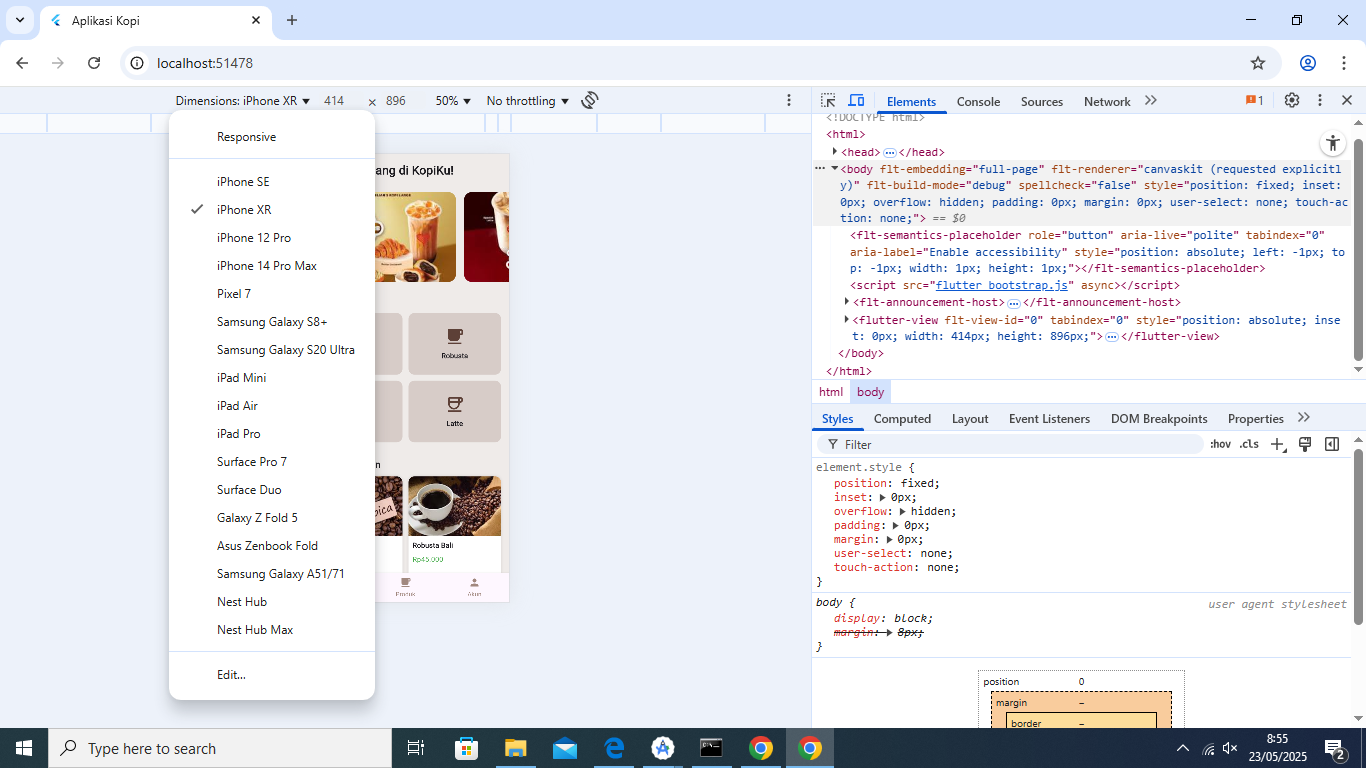 Aplikasi Kopi
localhost:51478
Dimensions: iPhone XR 414 × 896 50% No throttling
Responsive
iPhone SE
iPhone XR
iPhone 12 Pro
iPhone 14 Pro Max
Pixel 7
Samsung Galaxy S8+
Samsung Galaxy S20 Ultra
iPad Mini
iPad Air
iPad Pro
Surface Pro 7
Surface Duo
Galaxy Z Fold 5
Asus Zenbook Fold
Samsung Galaxy A51/71
Nest Hub
Nest Hub Max
Edit...
ang di KopiKu!
Robusta
Latte
n
pica
Robusta Bali
Rp45.000
Produk Akun
Elements Console Sources Network 1
<!DOCTYPE html>
<html>
<head> </head>
<body flt-embedding="full-page" flt-renderer="canvaskit (requested explicitl
y)" flt-build-mode="debug" spellcheck="false" style="position: fixed; inset:
0px; overflow: hidden; padding: 0px; margin: 0px; user-select: none; touch-ac
tion: none;"> == $0
<flt-semantics-placeholder role="button" aria-live="polite" tabindex="0"
aria-label="Enable accessibility" style="position: absolute; left: -1px; to
p: -1px; width: 1px; height: 1px;"></flt-semantics-placeholder>
<script src="flutter_bootstrap.js" async></script>
<flt-announcement-host> </flt-announcement-host>
<flutter-view flt-view-id="0" tabindex="0" style="position: absolute; inse
t: 0px; width: 414px; height: 896px;"> </flutter-view>
</body>
</html>
html body
Styles Computed Layout Event Listeners DOM Breakpoints Properties
Filter :hov .cls
element.style {
position: fixed;
inset: 0px;
overflow: hidden;
padding: 0px;
margin: 0px;
user-select: none;
touch-action: none;
}
body { user agent stylesheet
display: block;
margin: 8px;
}
position 0
margin –
border –
Type here to search
8:55
23/05/2025
2